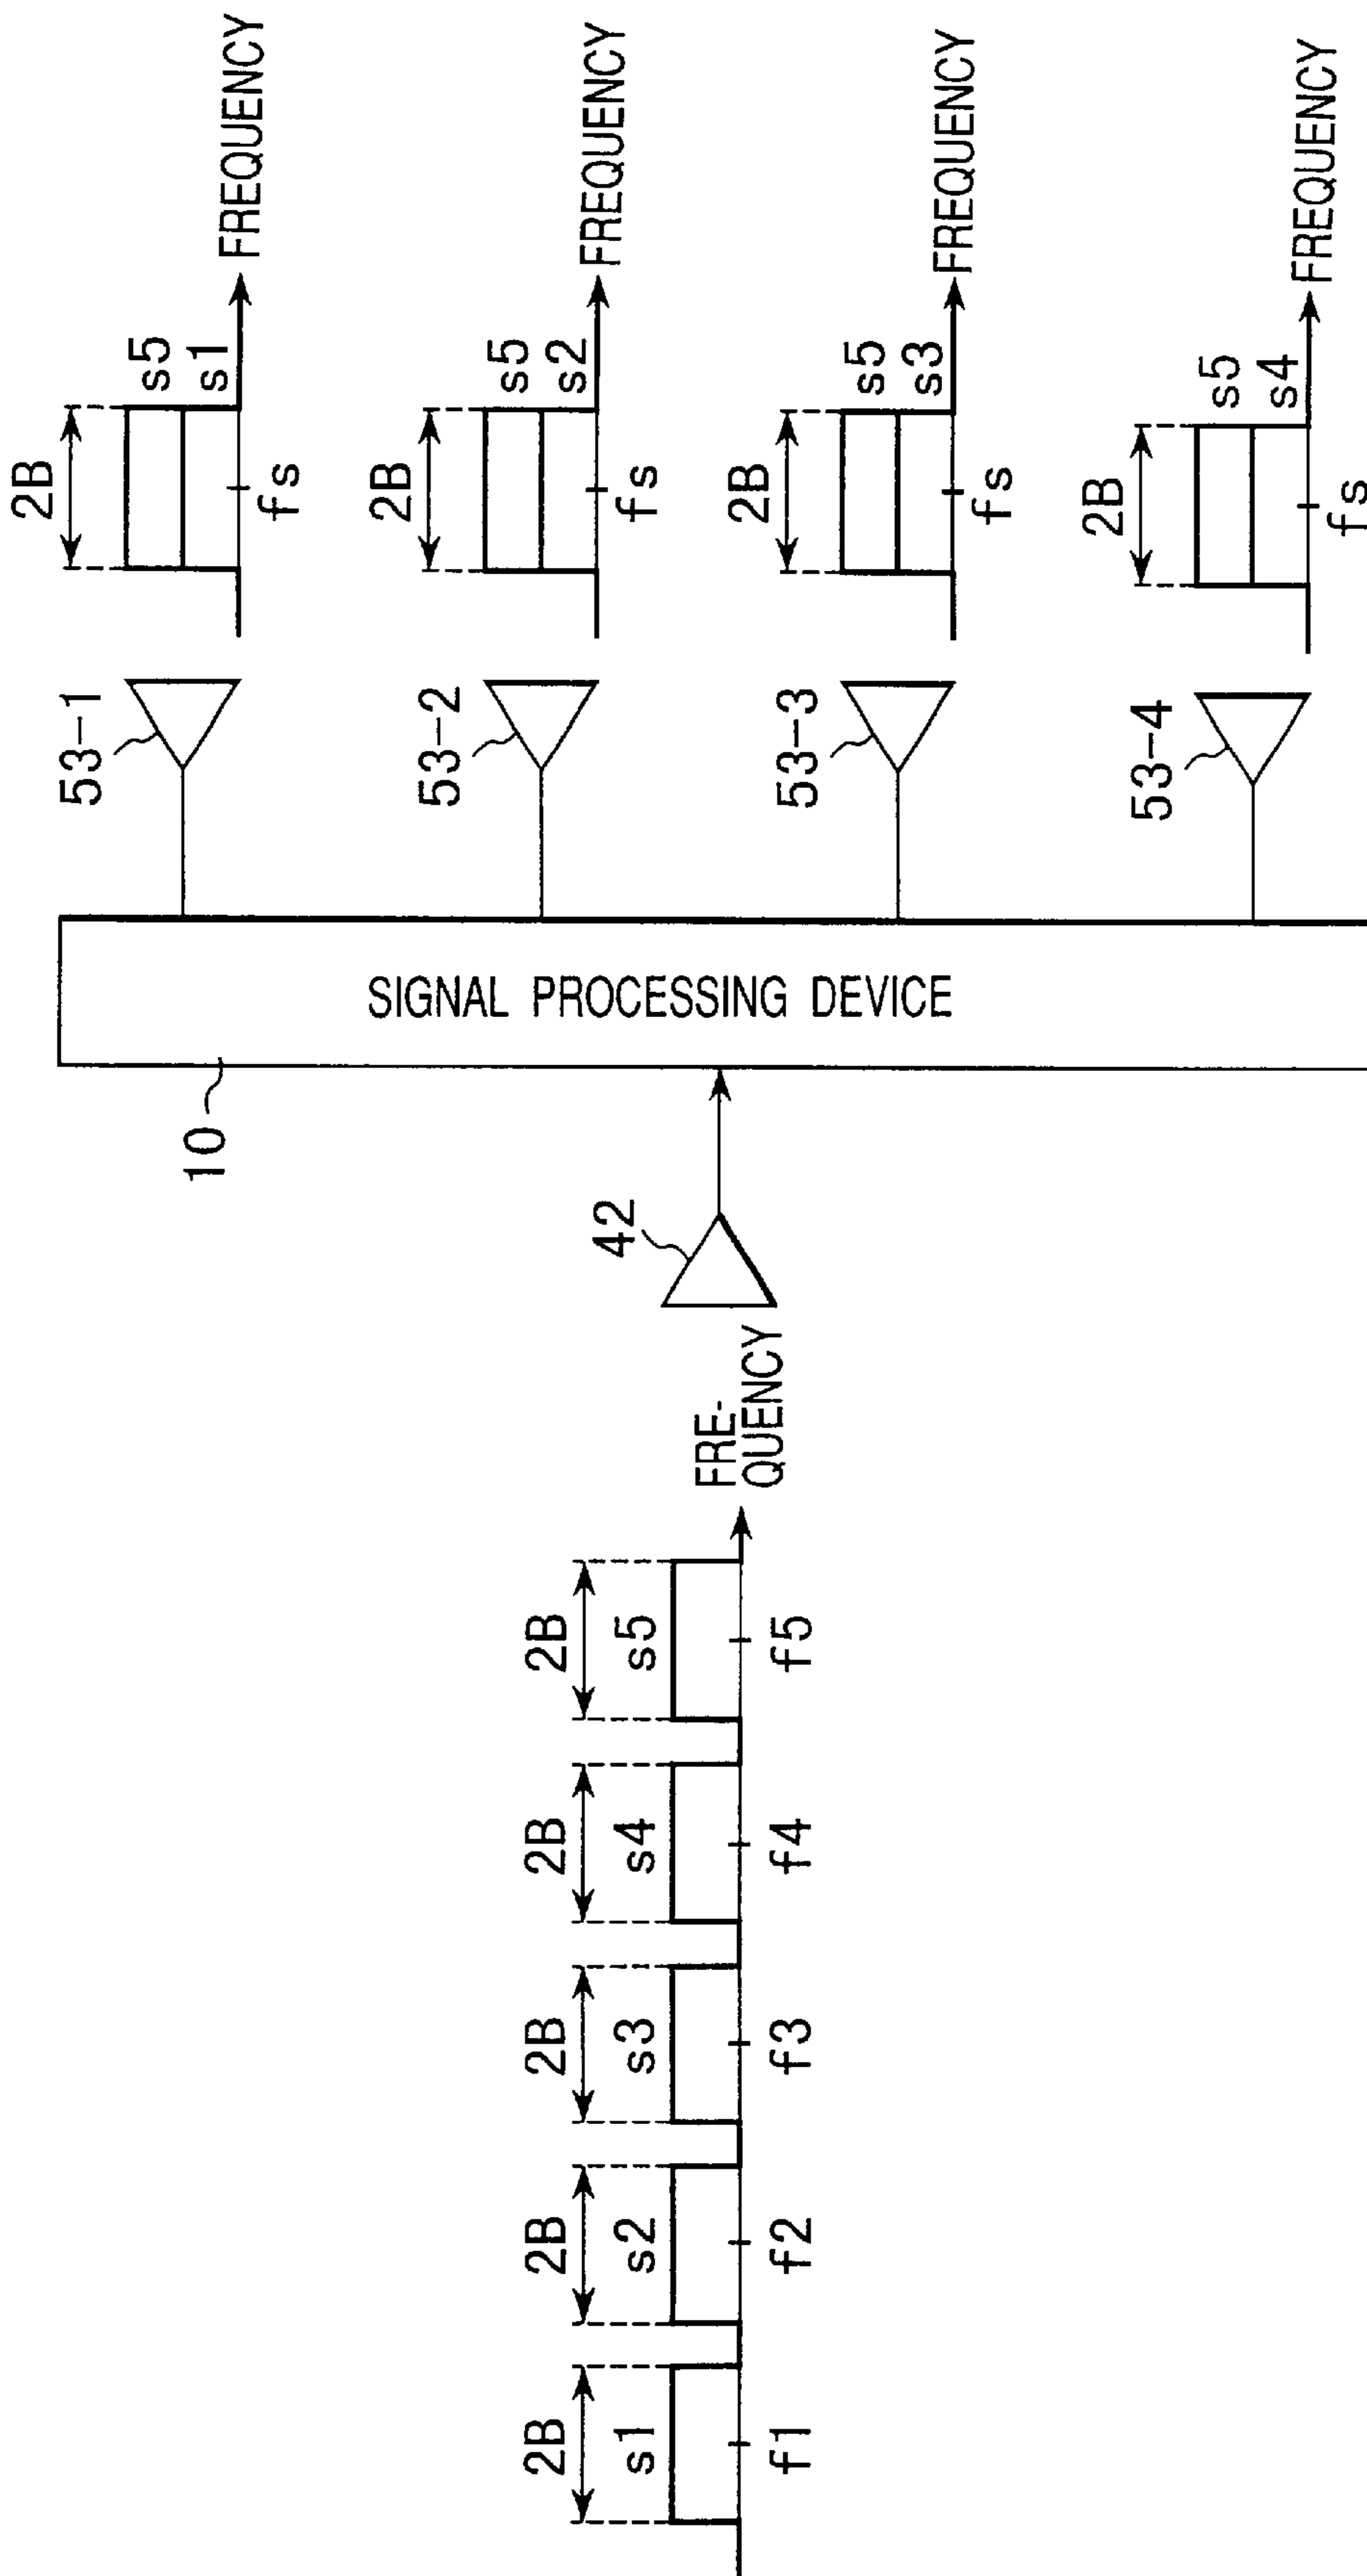 2B
s1
f1
2B
s2
f2
2B
s3
f3
2B
s4
f4
2B
s5
f5
FRE-
QUENCY
42
10
SIGNAL PROCESSING DEVICE
53-1
2B
s5
s1
fs
FREQUENCY
53-2
2B
s5
s2
fs
FREQUENCY
53-3
2B
s5
s3
fs
FREQUENCY
53-4
2B
s5
s4
fs
FREQUENCY